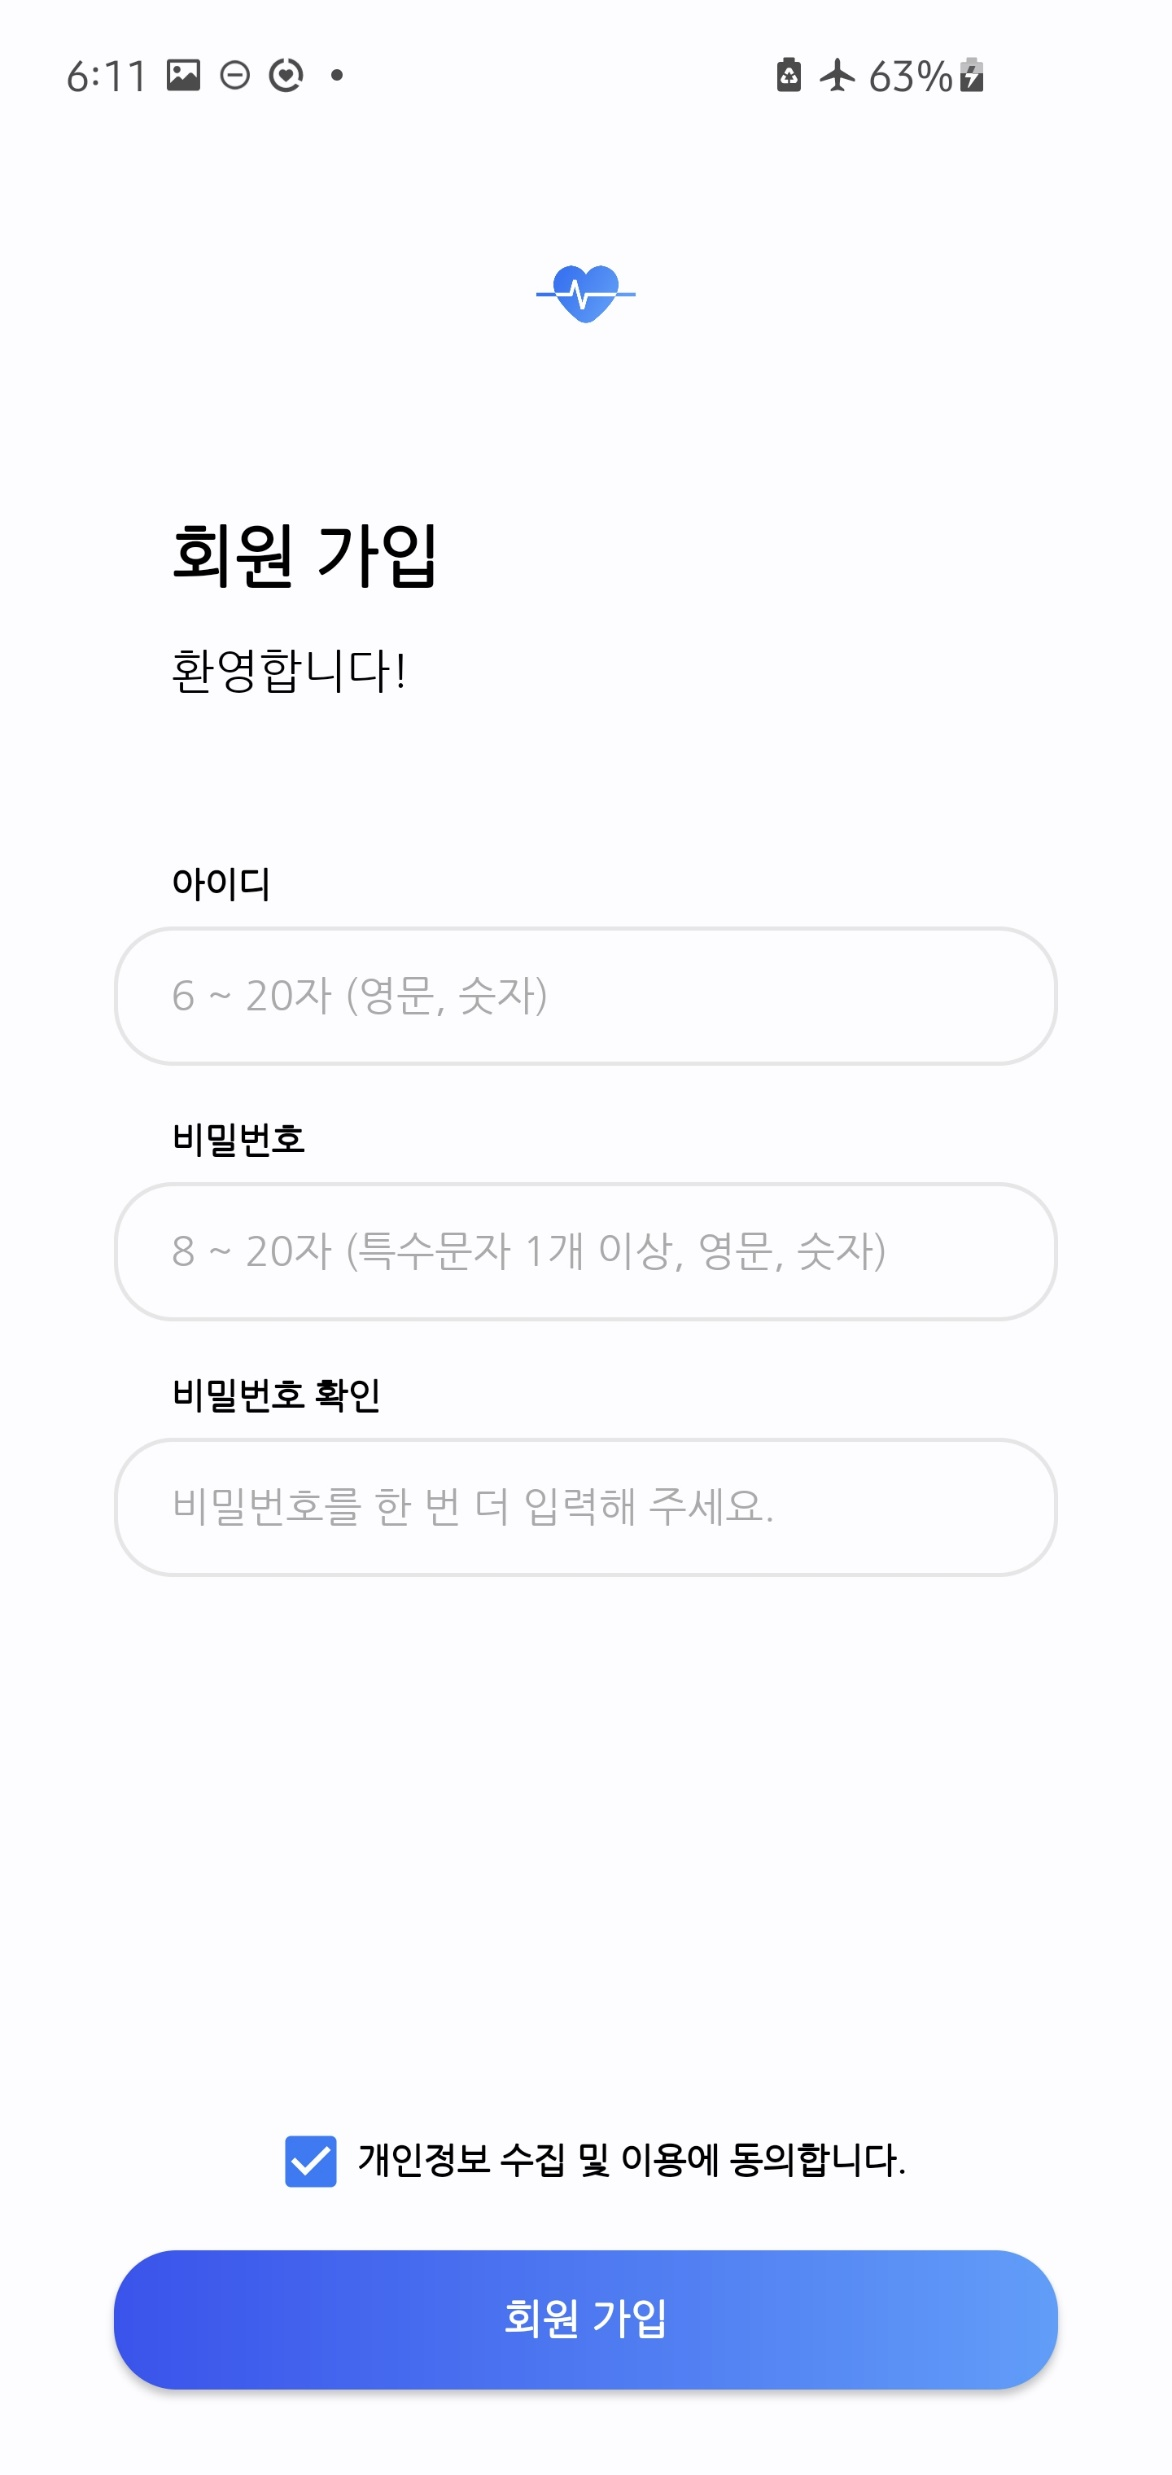 6:11
63%
회원 가입
환영합니다!
아이디
6 ~ 20자 (영문, 숫자)
비밀번호
8 ~ 20자 (특수문자 1개 이상, 영문, 숫자)
비밀번호 확인
비밀번호를 한 번 더 입력해 주세요.
개인정보 수집 및 이용에 동의합니다.
회원 가입